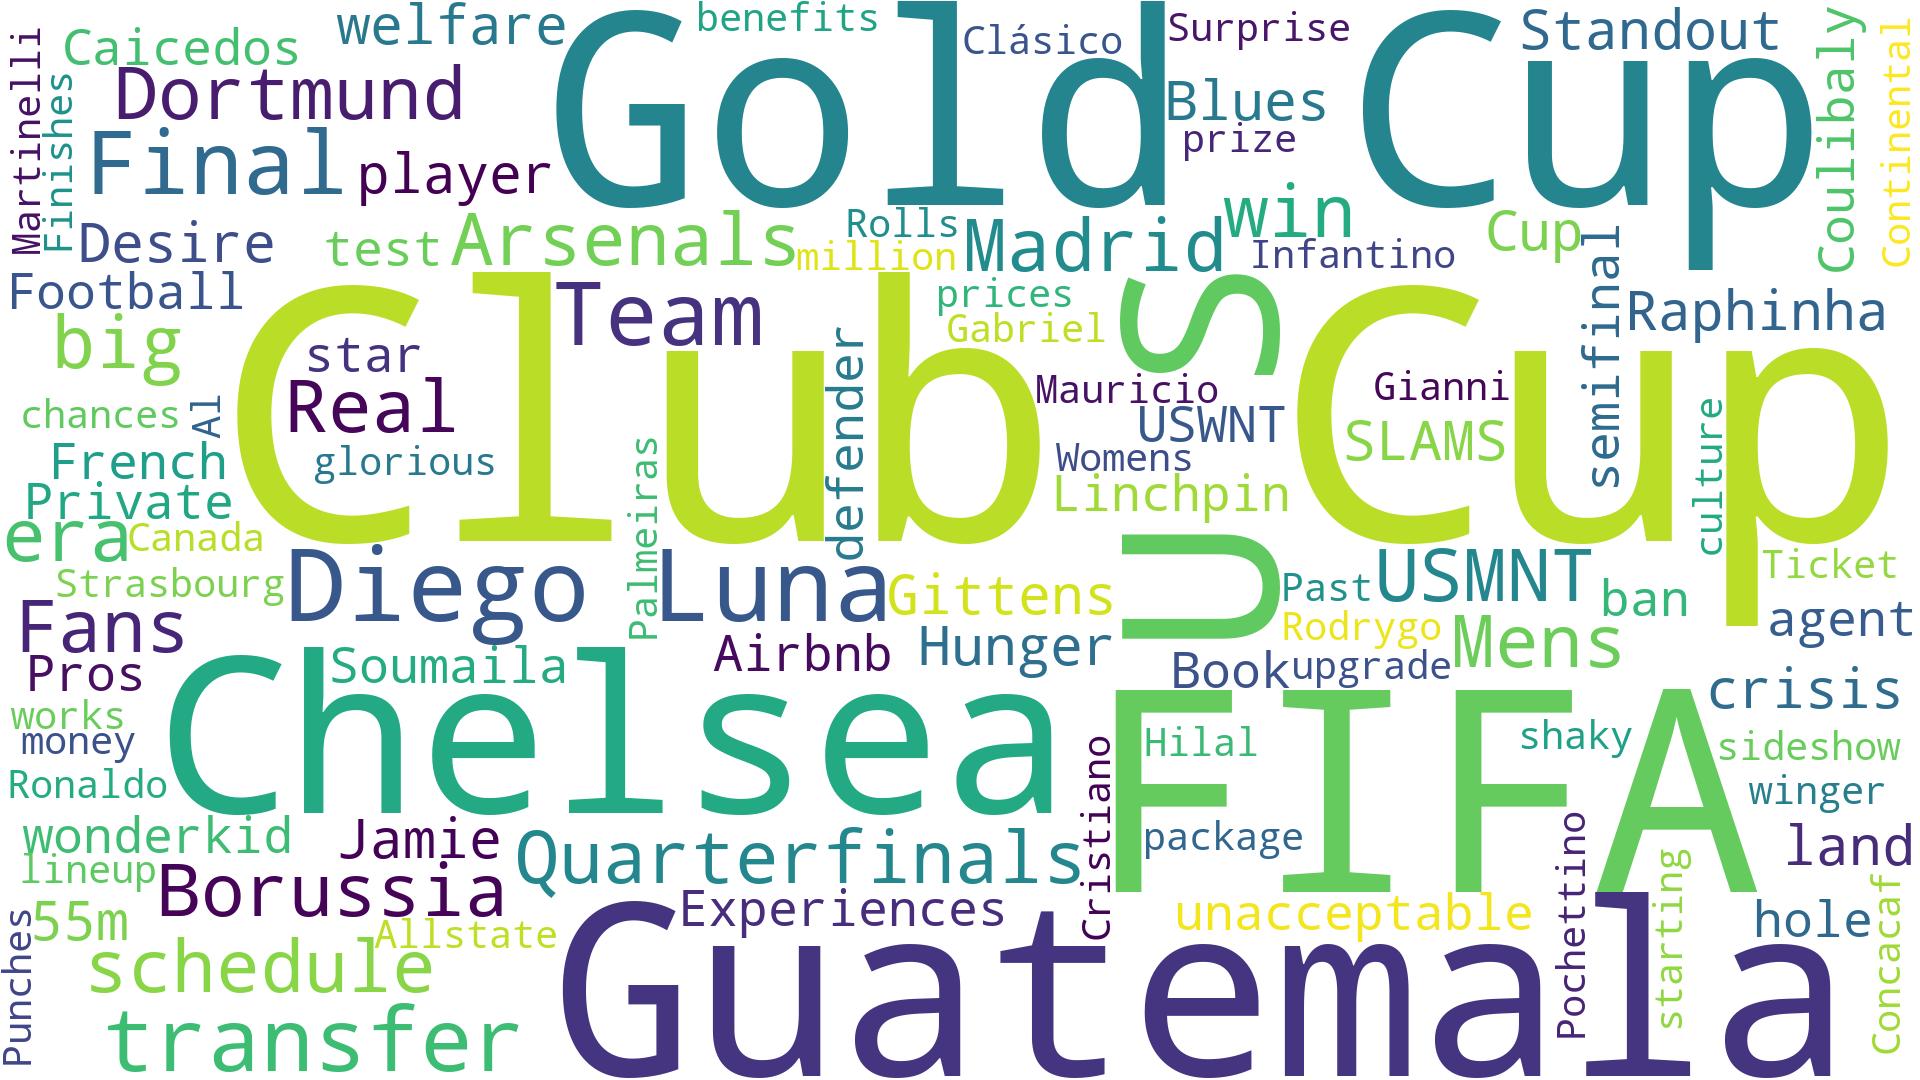 welfare
benefits
Clásico
Surprise
Standout
Caicedos
Gold Cup
Dortmund
Blues
prize
Martinelli
Finishes
Final
player
Coulibaly
Continental
Desire
test
Arsenals
Rolls
million
Madrid
win
Infantino
Cup
Football
Team
prices
Gabriel
U S
semifinal
Raphinha
big
star
Club Cup
Real
defender
Mauricio
USWNT
Gianni
SLAMS
culture
chances
Al
French
glorious
Womens
Linchpin
Private
era
Canada
Palmeiras
Strasbourg
Diego Luna
Gittens
Past
USMNT
ban
Ticket
Fans
Airbnb
Hunger
Rodrygo
Mens
agent
Pros
Soumaila
Book
upgrade
works
money
Chelsea
FIFA
Hilal
shaky
crisis
sideshow
Ronaldo
Cristiano
winger
wonderkid
Jamie
Quarterfinals
package
Pochettino
land
lineup
Borussia
Experiences
unacceptable
starting
hole
Concacaf
Punches
55m
Allstate
schedule
Guatemala
transfer